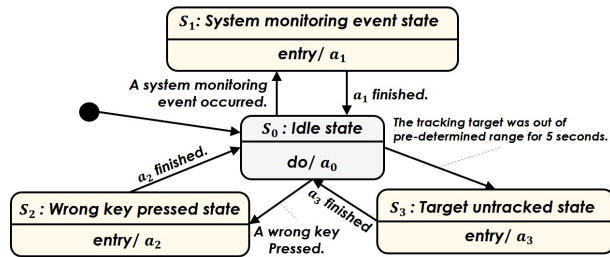 S₁: System monitoring event state
entry/ a₁
A system monitoring
event occurred.
a₁ finished.
S₀ : Idle state
do/ a₀
The tracking target was out of
pre-determined range for 5 seconds.
a₂ finished.
a₃ finished
S₂ : Wrong key pressed state
entry/ a₂
A wrong key
Pressed.
S₃ : Target untracked state
entry/ a₃